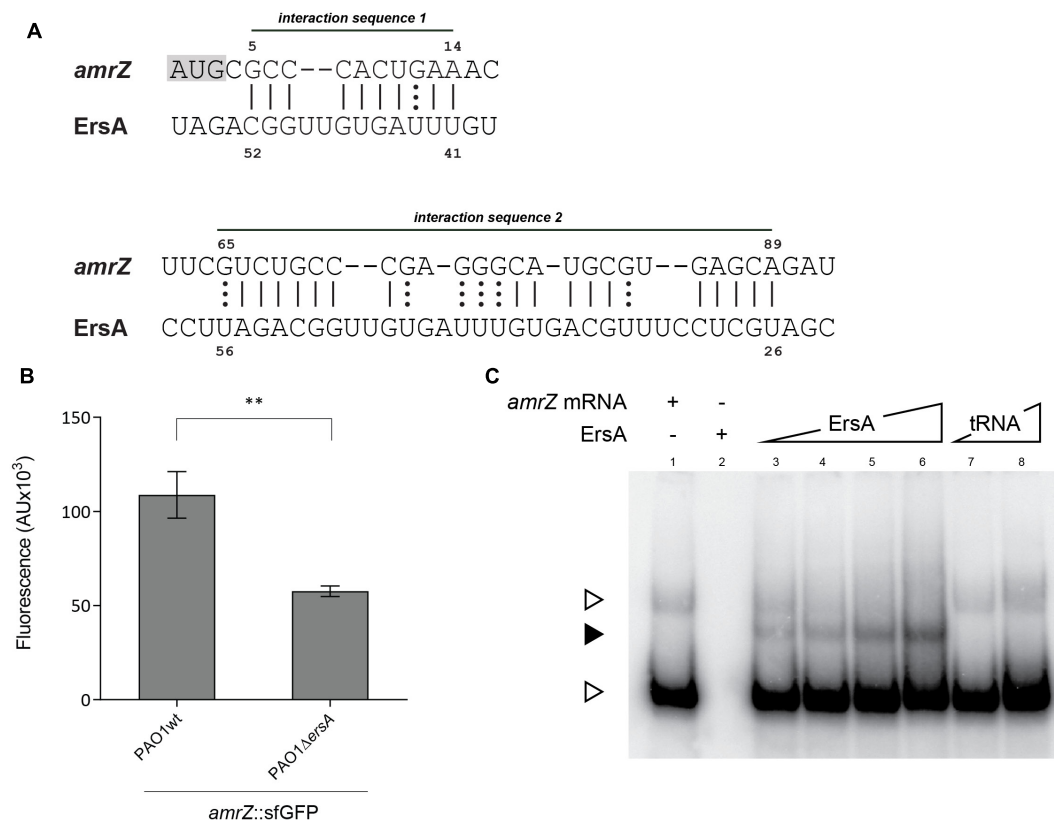 A
interaction sequence 1
5 14
amrZ AUGCGCC--CACUGAAAC
ErsA UAGACGGUUGUGAUUUGU
52 41
interaction sequence 2
65 89
amrZ UUCGUCUGCC--CGA-GGGCA-UGCGU--GAGCAGAU
ErsA CCUUAGACGGUUGUGAUUUGUGACGUUUCCUCGUAGC
56 26
B
**
Fluorescence (AUx10³)
150
100
50
0
PAO1wt
PAO1ΔersA
amrZ::sfGFP
C
amrZ mRNA + -
ErsA - + ErsA tRNA
1 2 3 4 5 6 7 8